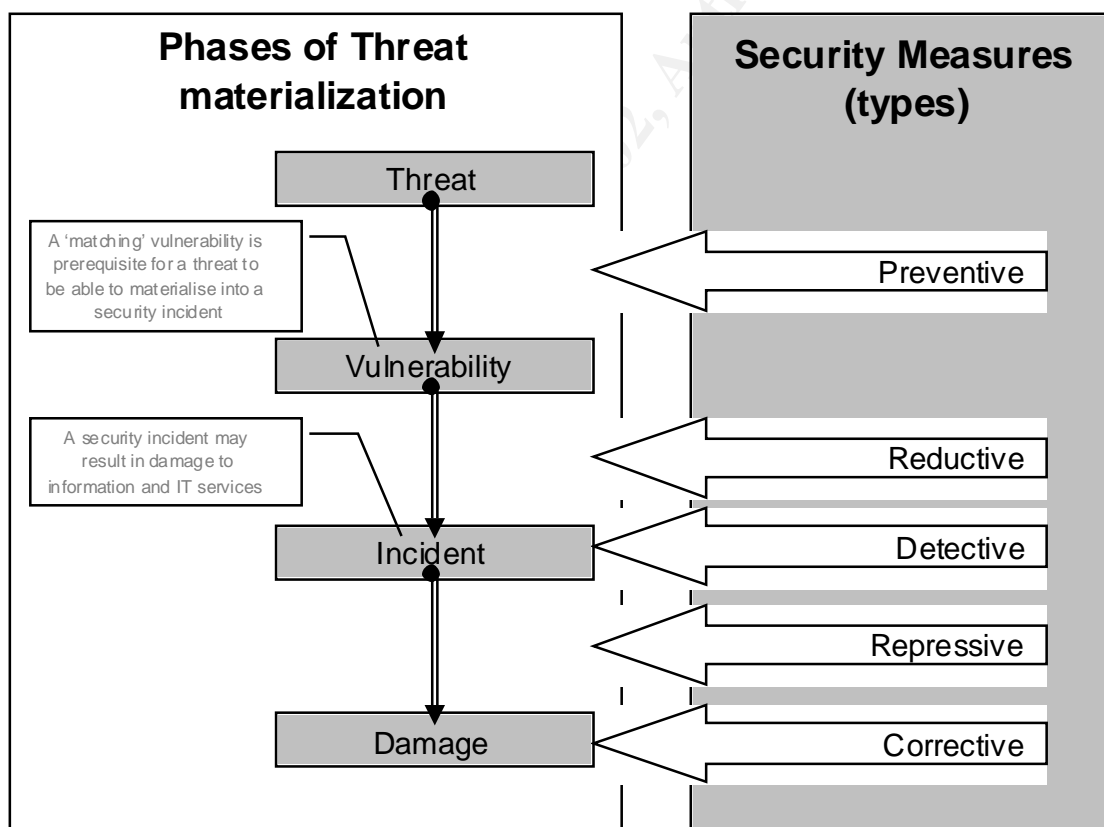 Phases of Threat
materialization
Threat
A ‘matching’ vulnerability is
prerequisite for a threat to
be able to materialise into a
security incident
Vulnerability
A security incident may
result in damage to
information and IT services
Incident
Damage
Security Measures
(types)
Preventive
Reductive
Detective
Repressive
Corrective